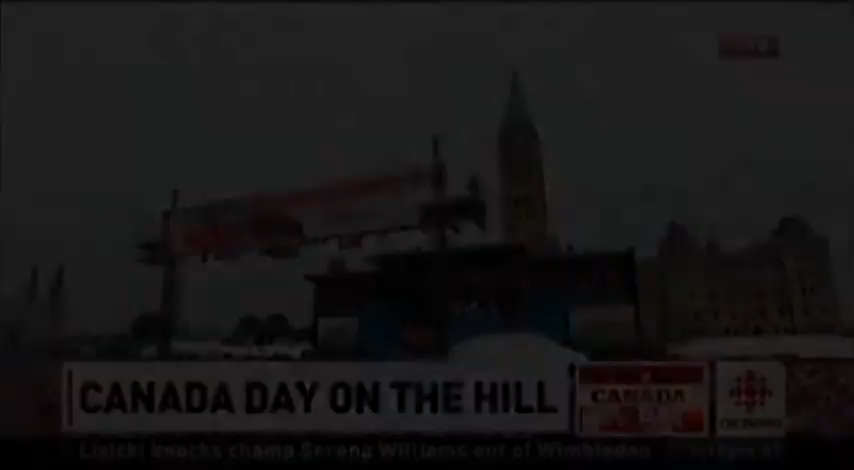 CANADA DAY ON THE HILL
CANADA
Lisicki knocks champ Serena Williams out of Wimbledon